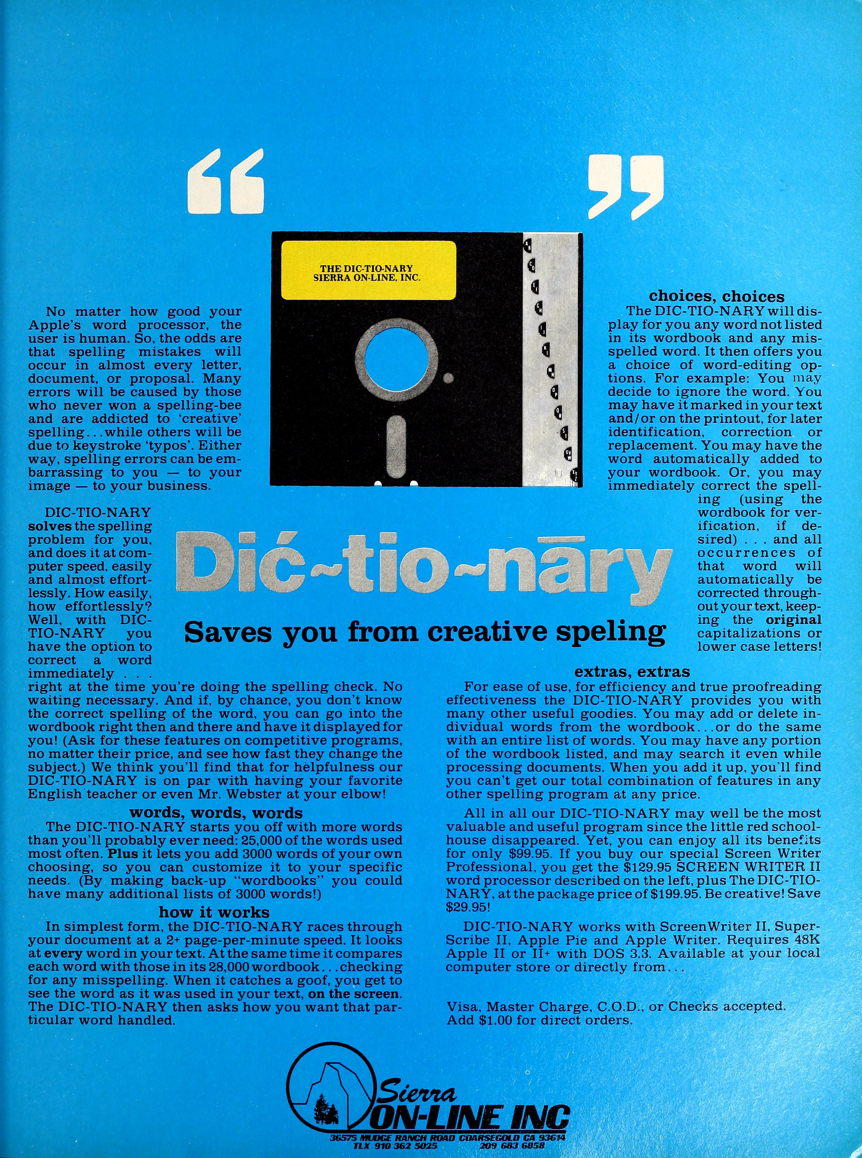 “ ”
THE DIC-TIO-NARY
SIERRA ON-LINE, INC.
No matter how good your
Apple's word processor, the
user is human. So, the odds are
that spelling mistakes will
occur in almost every letter,
document, or proposal. Many
errors will be caused by those
who never won a spelling-bee
and are addicted to ‘creative’
spelling...while others will be
due to keystroke ‘typos’. Either
way, spelling errors can be em-
barrassing to you — to your
image — to your business.
DIC-TIO-NARY
solves the spelling
problem for you,
and does it at com-
puter speed, easily
and almost effort-
lessly. How easily,
how effortlessly?
Well, with DIC-
TIO-NARY you
have the option to
correct a word
immediately . . .
right at the time you're doing the spelling check. No
waiting necessary. And if, by chance, you don't know
the correct spelling of the word, you can go into the
wordbook right then and there and have it displayed for
you! (Ask for these features on competitive programs,
no matter their price, and see how fast they change the
subject.) We think you'll find that for helpfulness our
DIC-TIO-NARY is on par with having your favorite
English teacher or even Mr. Webster at your elbow!
words, words, words
The DIC-TIO-NARY starts you off with more words
than you'll probably ever need: 25,000 of the words used
most often. Plus it lets you add 3000 words of your own
choosing, so you can customize it to your specific
needs. (By making back-up “wordbooks” you could
have many additional lists of 3000 words!)
how it works
In simplest form, the DIC-TIO-NARY races through
your document at a 2+ page-per-minute speed. It looks
at every word in your text. At the same time it compares
each word with those in its 28,000 wordbook...checking
for any misspelling. When it catches a goof, you get to
see the word as it was used in your text, on the screen.
The DIC-TIO-NARY then asks how you want that par-
ticular word handled.
Dić~tio~nāry
Saves you from creative speling
choices, choices
The DIC-TIO-NARY will dis-
play for you any word not listed
in its wordbook and any mis-
spelled word. It then offers you
a choice of word-editing op-
tions. For example: You may
decide to ignore the word. You
may have it marked in your text
and/or on the printout, for later
identification, correction or
replacement. You may have the
word automatically added to
your wordbook. Or, you may
immediately correct the spell-
ing (using the
wordbook for ver-
ification, if de-
sired) . . . and all
occurrences of
that word will
automatically be
corrected through-
out your text, keep-
ing the original
capitalizations or
lower case letters!
extras, extras
For ease of use, for efficiency and true proofreading
effectiveness the DIC-TIO-NARY provides you with
many other useful goodies. You may add or delete in-
dividual words from the wordbook...or do the same
with an entire list of words. You may have any portion
of the wordbook listed, and may search it even while
processing documents. When you add it up, you'll find
you can't get our total combination of features in any
other spelling program at any price.
All in all our DIC-TIO-NARY may well be the most
valuable and useful program since the little red school-
house disappeared. Yet, you can enjoy all its benefits
for only $99.95. If you buy our special Screen Writer
Professional, you get the $129.95 SCREEN WRITER II
word processor described on the left, plus The DIC-TIO-
NARY, at the package price of $199.95. Be creative! Save
$29.95!
DIC-TIO-NARY works with ScreenWriter II, Super-
Scribe II, Apple Pie and Apple Writer. Requires 48K
Apple II or II+ with DOS 3.3. Available at your local
computer store or directly from...
Visa, Master Charge, C.O.D., or Checks accepted.
Add $1.00 for direct orders.
Sierra
ON-LINE INC
36575 MUDGE RANCH ROAD COARSEGOLD CA 93614
TLX 910 362 5025 209 683 6858